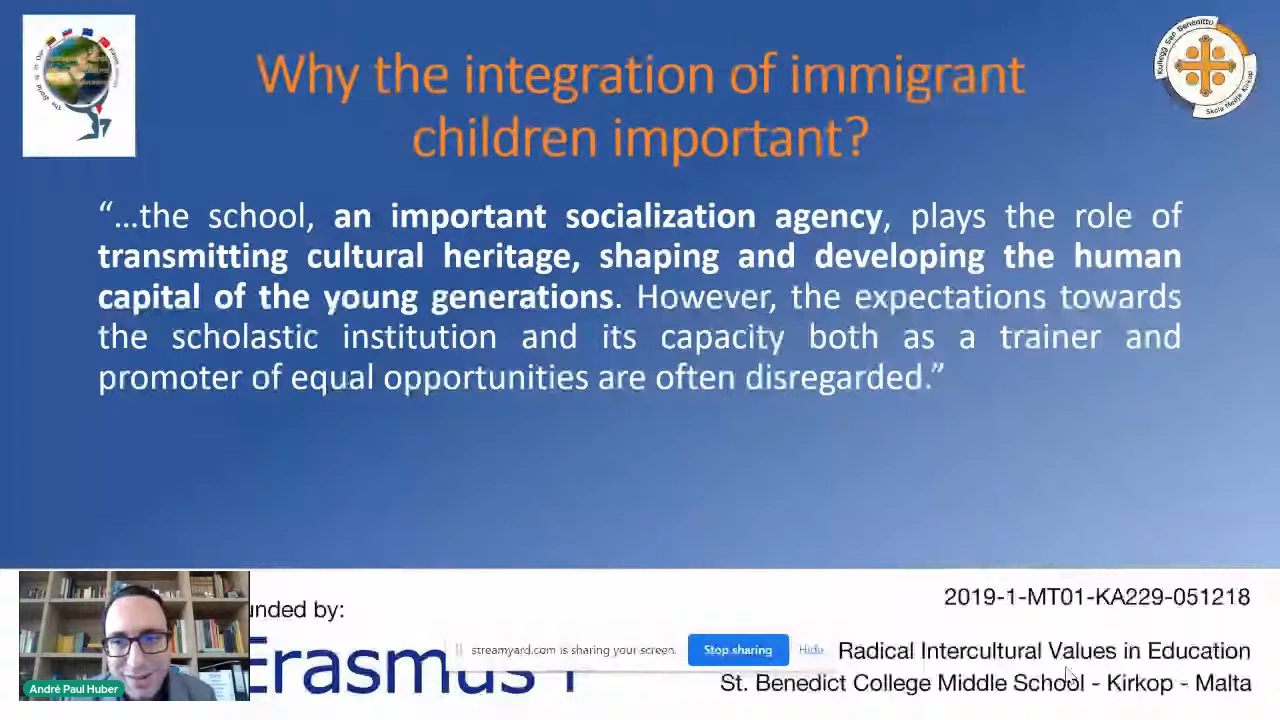 Why the integration of immigrant
children important?
“…the school, an important socialization agency, plays the role of
transmitting cultural heritage, shaping and developing the human
capital of the young generations. However, the expectations towards
the scholastic institution and its capacity both as a trainer and
promoter of equal opportunities are often disregarded.”
Kulleġġ San Benedittu
Kirkop
unded by:
Erasmus
2019-1-MT01-KA229-051218
streamyard.com is sharing your screen.
Stop sharing
Hide
Radical Intercultural Values in Education
St. Benedict College Middle School - Kirkop - Malta
André Paul Huber